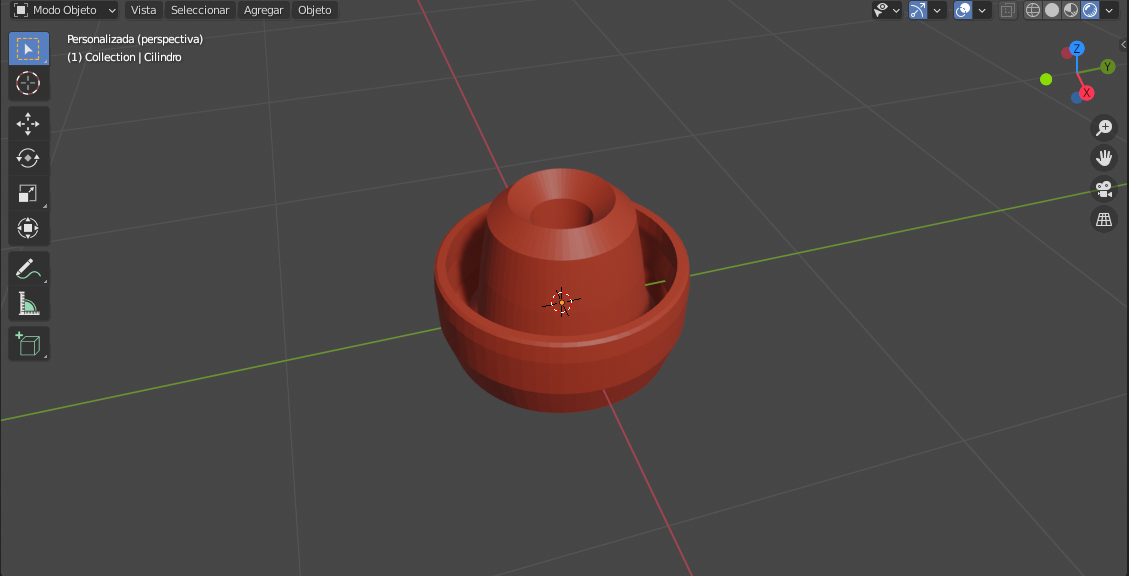 Modo Objeto Vista Seleccionar Agregar Objeto
Personalizada (perspectiva)
(1) Collection | Cilindro
Z
Y
X